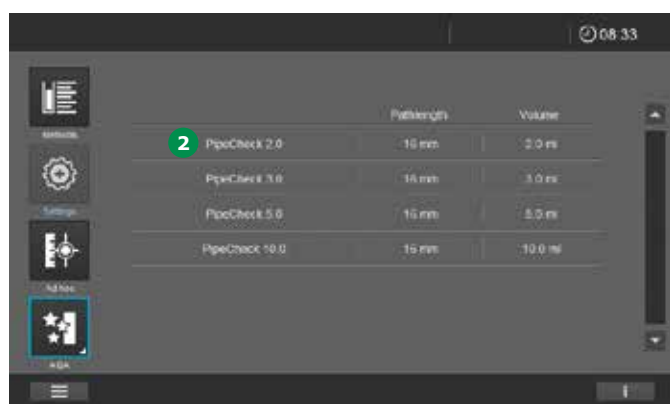 08:33
Pathlength Volume
Methods
2 PipeCheck 2.0 16 mm 2.0 ml
Settings
PipeCheck 3.0 16 mm 3.0 ml
PipeCheck 5.0 16 mm 5.0 ml
PipeCheck 10.0 16 mm 10.0 ml
Ad hoc
AQA